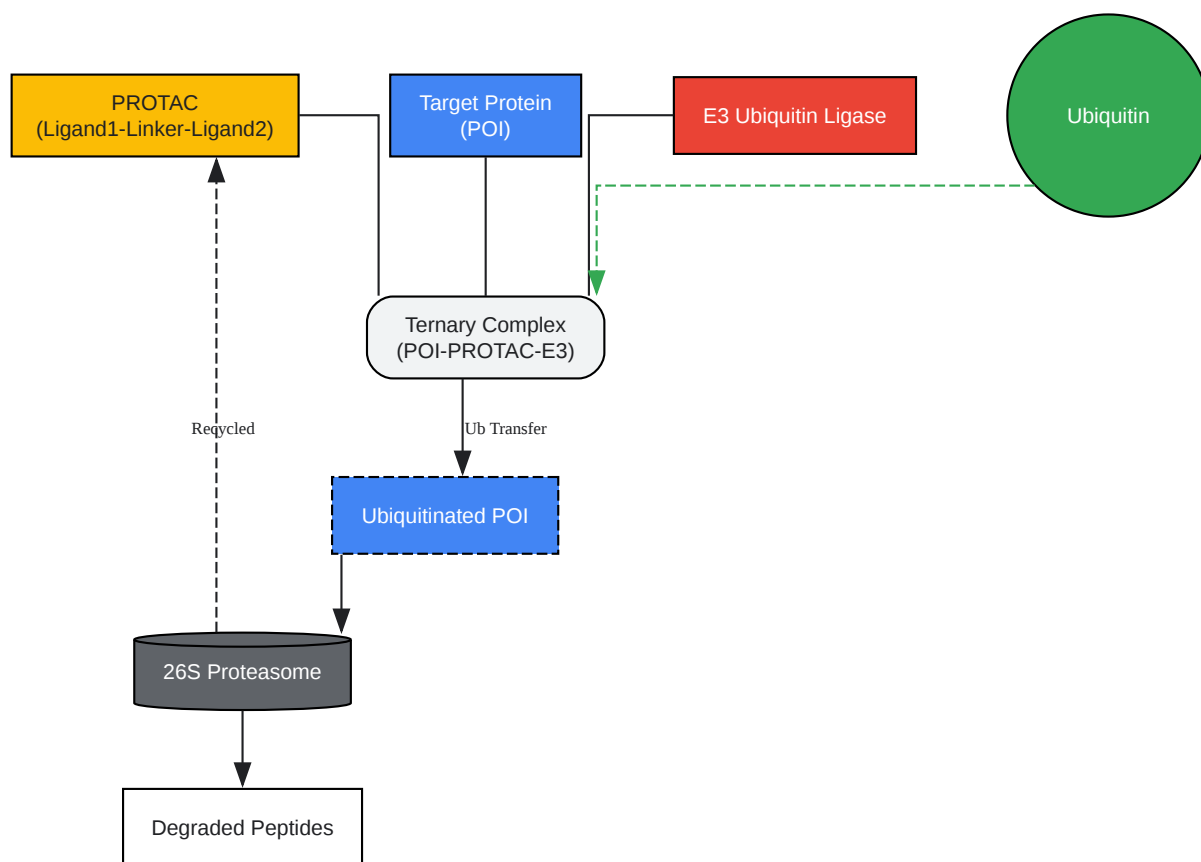 PROTAC
(Ligand1-Linker-Ligand2)
Target Protein
(POI)
E3 Ubiquitin Ligase
Ubiquitin
Ternary Complex
(POI-PROTAC-E3)
Recycled
Ub Transfer
Ubiquitinated POI
26S Proteasome
Degraded Peptides